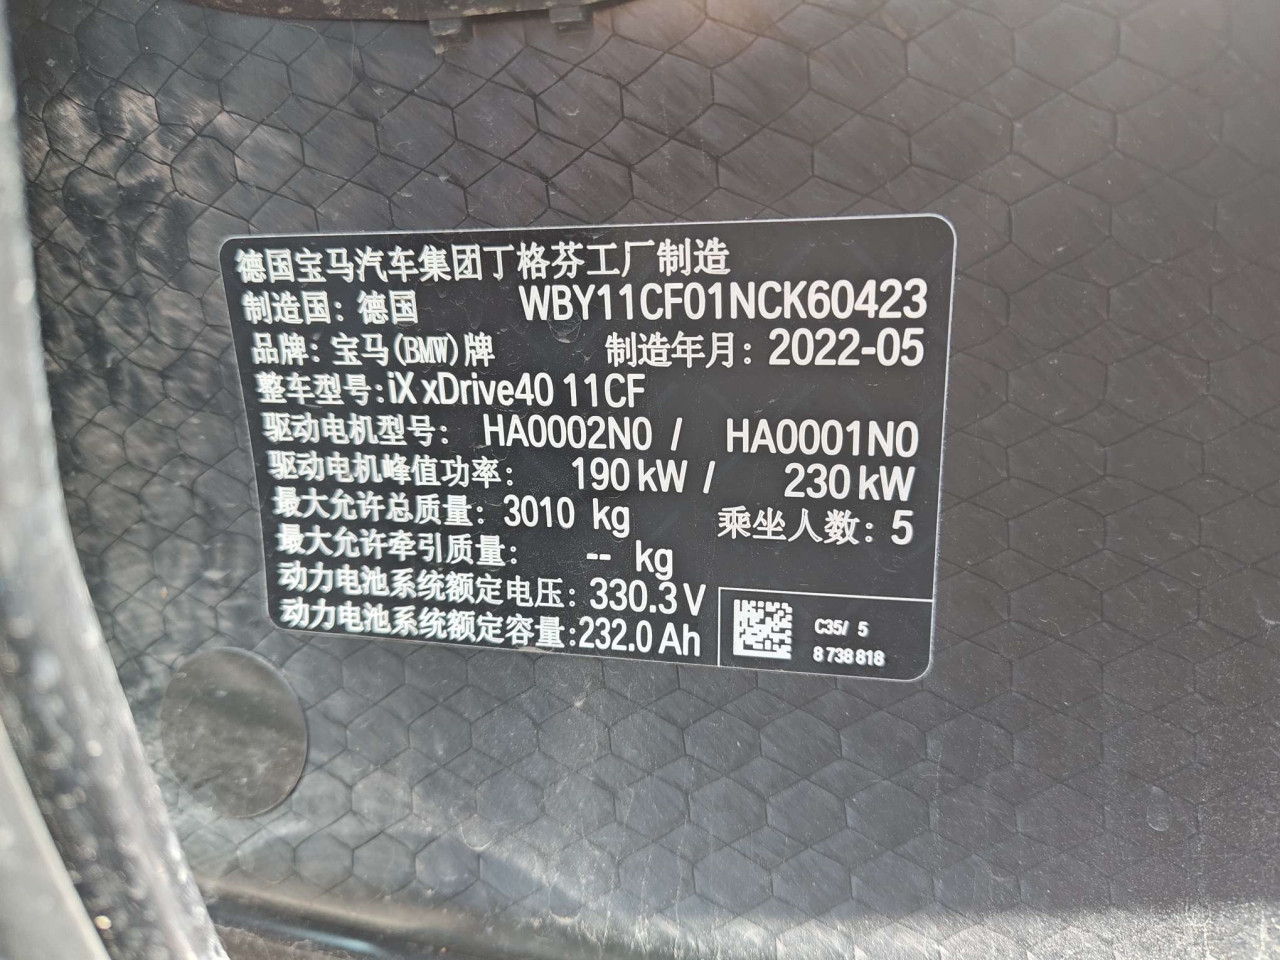 德国宝马汽车集团丁格芬工厂制造
制造国：德国 WBY11CF01NCK60423
品牌：宝马(BMW)牌 制造年月：2022-05
整车型号：iX xDrive40 11CF
驱动电机型号： HA0002N0 / HA0001N0
驱动电机峰值功率： 190 kW / 230 kW
最大允许总质量：3010 kg 乘坐人数：5
最大允许牵引质量： -- kg
动力电池系统额定电压：330.3 V
动力电池系统额定容量：232.0 Ah
C35/ 5
8 738 818